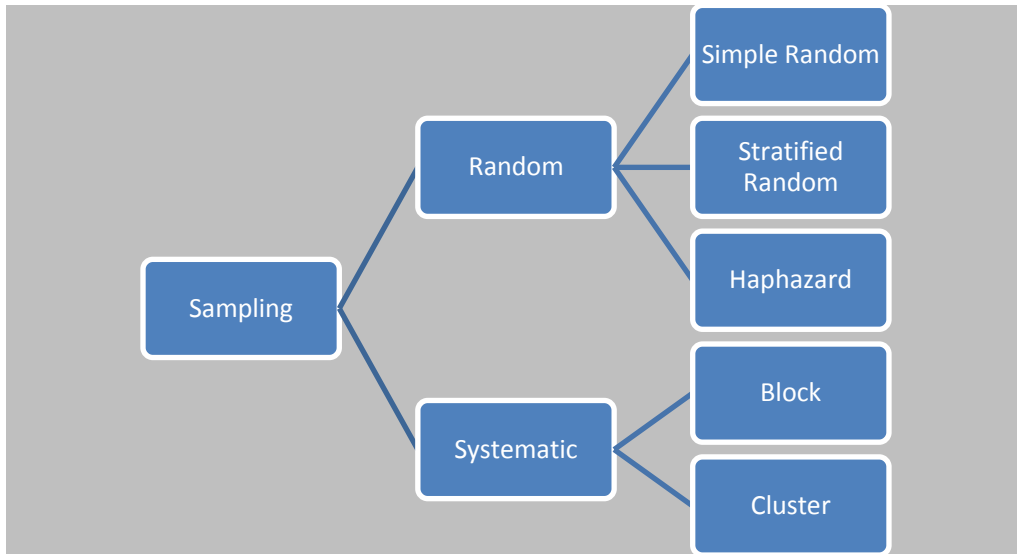 Simple Random
Random
Stratified
Random
Haphazard
Sampling
Block
Systematic
Cluster